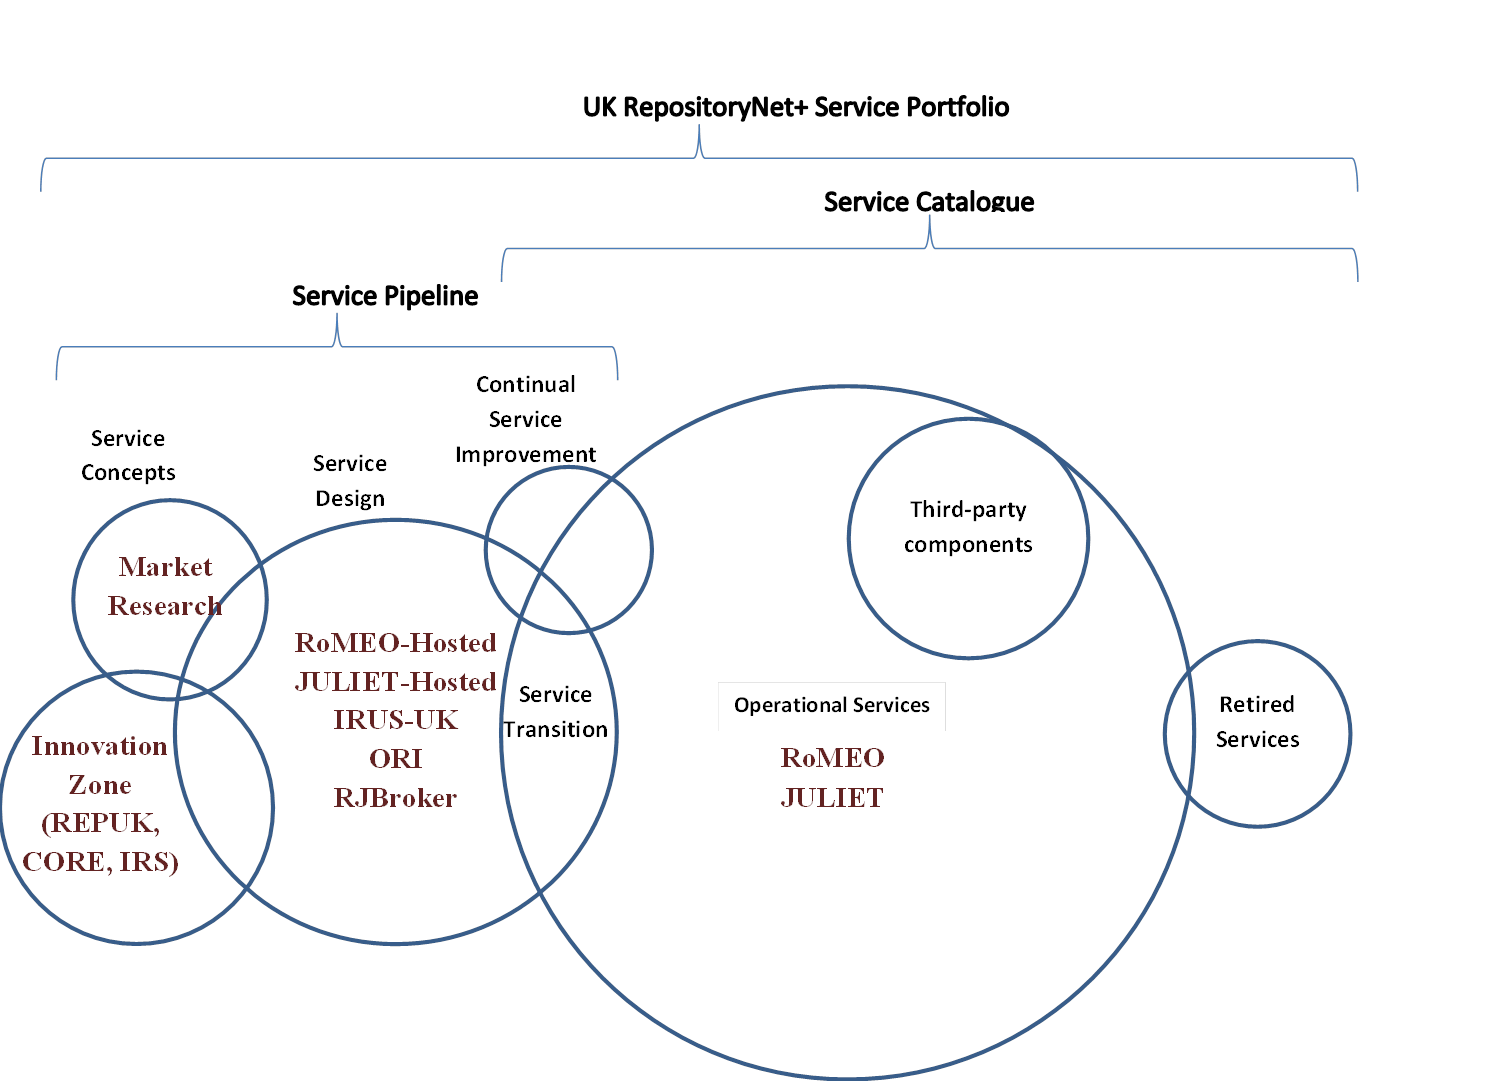 UK RepositoryNet+ Service Portfolio
Service Catalogue
Service Pipeline
Continual
Service
Improvement
Service
Concepts
Service
Design
Third-party
components
Market
Research
RoMEO-Hosted
JULIET-Hosted
IRUS-UK
ORI
RJBroker
Service
Transition
Operational Services
RoMEO
JULIET
Retired
Services
Innovation
Zone
(REPUK,
CORE, IRS)